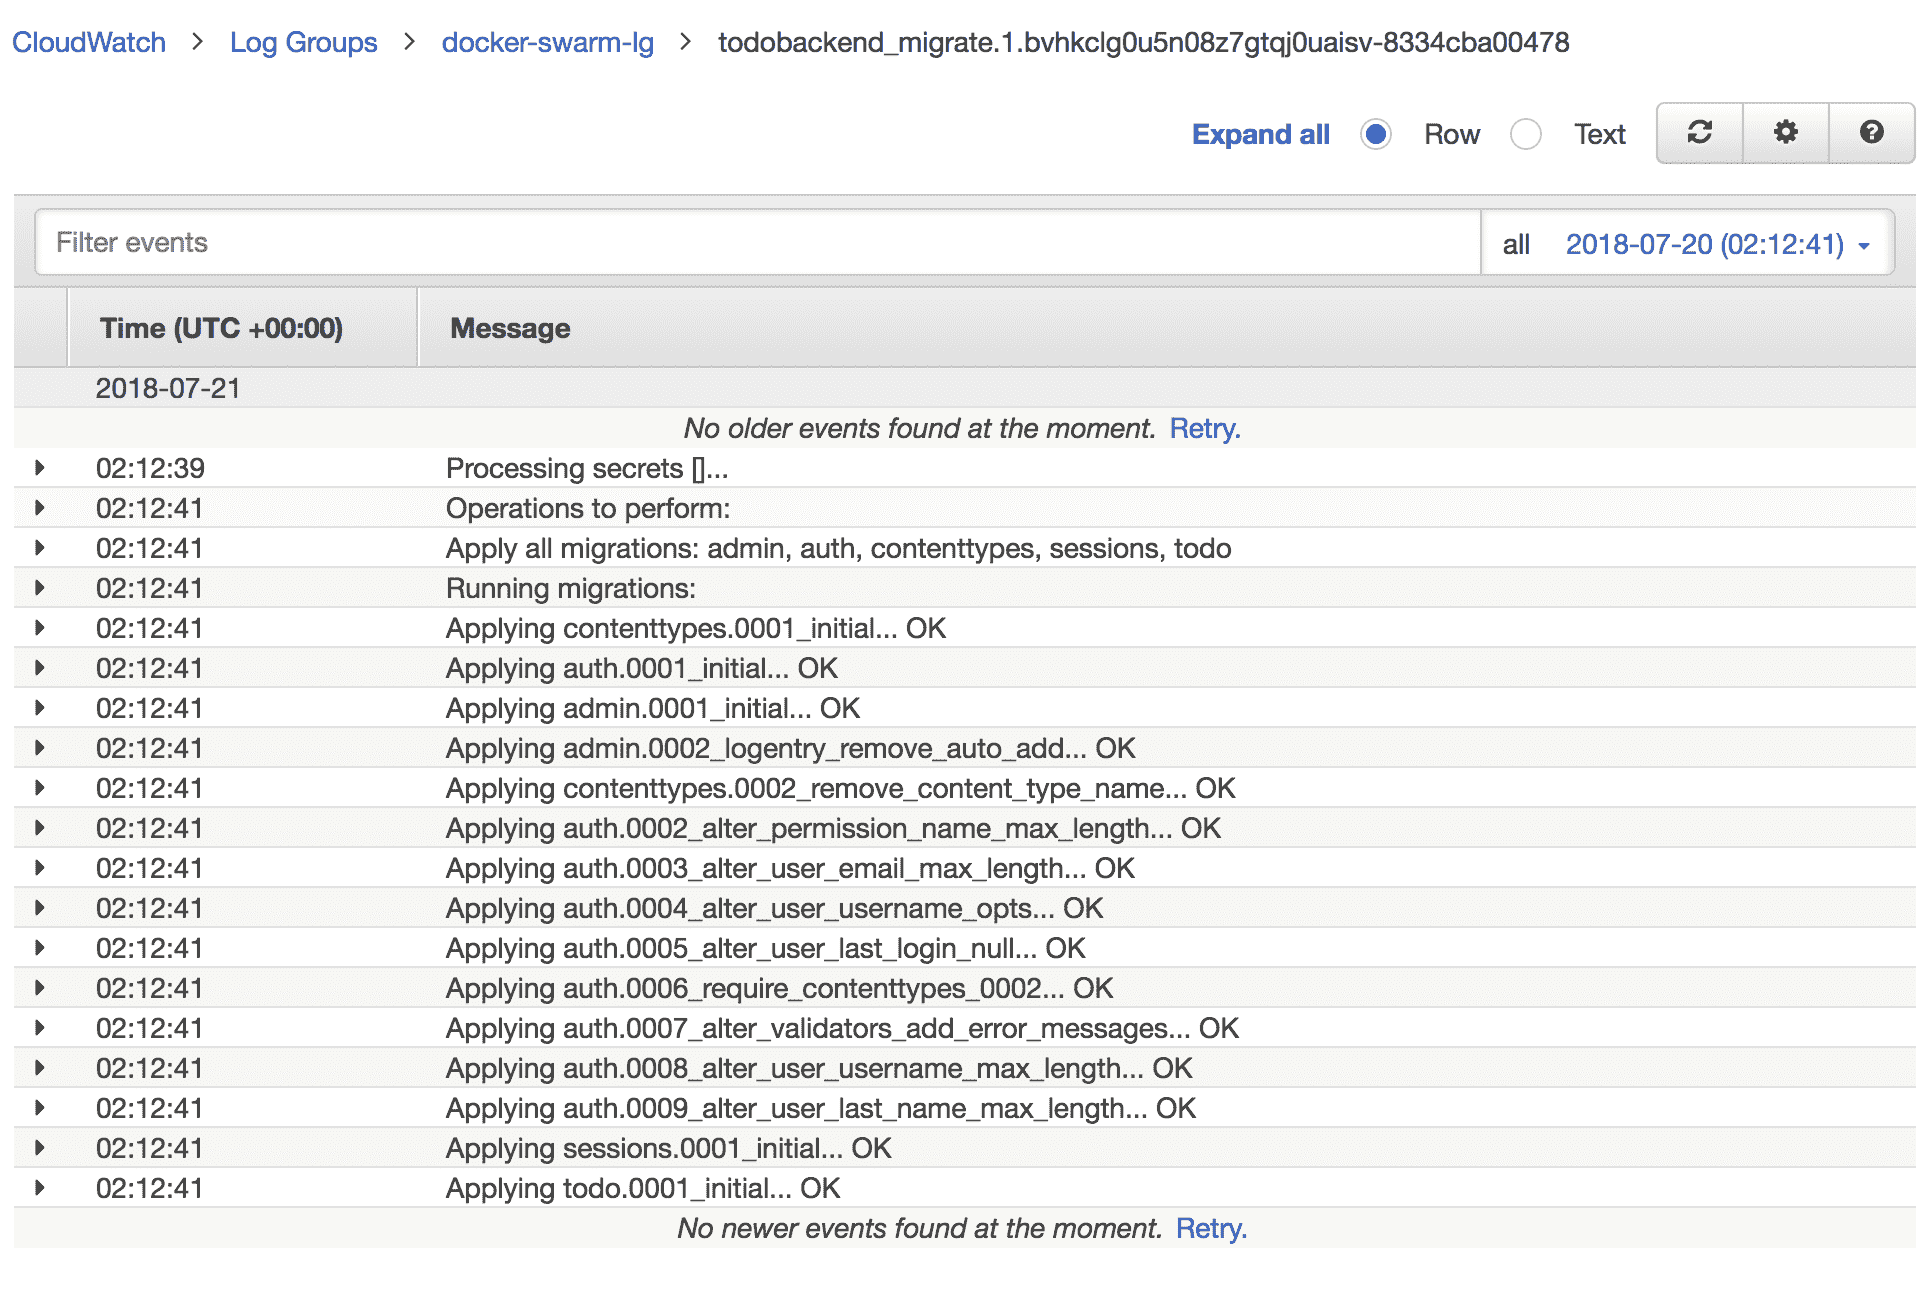 CloudWatch > Log Groups > docker-swarm-lg > todobackend_migrate.1.bvhkclg0u5n08z7gtqj0uaisv-8334cba00478
Expand all Row Text
Filter events all 2018-07-20 (02:12:41)
Time (UTC +00:00) Message
2018-07-21
No older events found at the moment. Retry.
02:12:39 Processing secrets []...
02:12:41 Operations to perform:
02:12:41 Apply all migrations: admin, auth, contenttypes, sessions, todo
02:12:41 Running migrations:
02:12:41 Applying contenttypes.0001_initial... OK
02:12:41 Applying auth.0001_initial... OK
02:12:41 Applying admin.0001_initial... OK
02:12:41 Applying admin.0002_logentry_remove_auto_add... OK
02:12:41 Applying contenttypes.0002_remove_content_type_name... OK
02:12:41 Applying auth.0002_alter_permission_name_max_length... OK
02:12:41 Applying auth.0003_alter_user_email_max_length... OK
02:12:41 Applying auth.0004_alter_user_username_opts... OK
02:12:41 Applying auth.0005_alter_user_last_login_null... OK
02:12:41 Applying auth.0006_require_contenttypes_0002... OK
02:12:41 Applying auth.0007_alter_validators_add_error_messages... OK
02:12:41 Applying auth.0008_alter_user_username_max_length... OK
02:12:41 Applying auth.0009_alter_user_last_name_max_length... OK
02:12:41 Applying sessions.0001_initial... OK
02:12:41 Applying todo.0001_initial... OK
No newer events found at the moment. Retry.